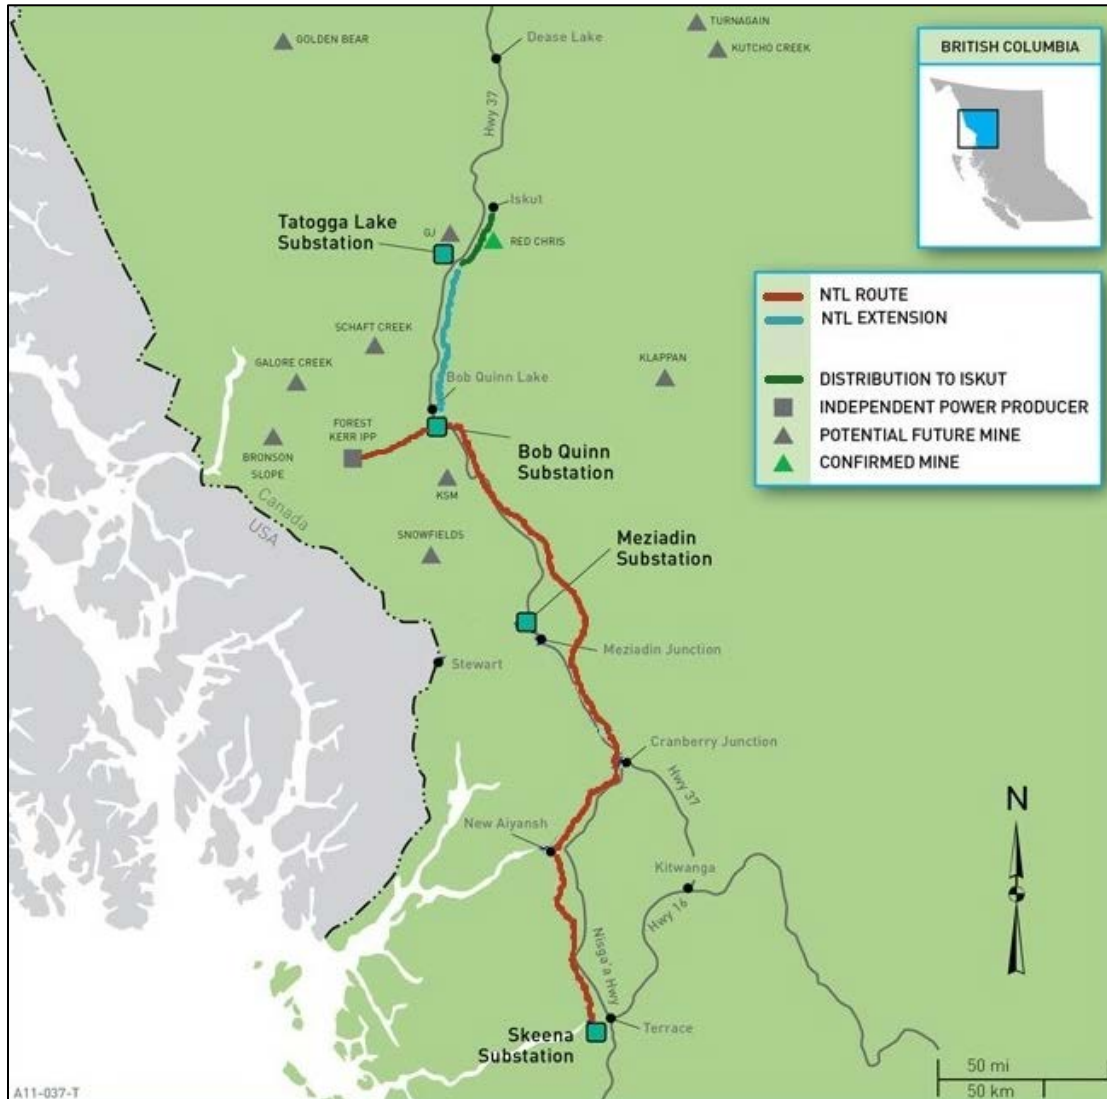 TURNAGAIN
GOLDEN BEAR
KUTCHO CREEK
Dease Lake
BRITISH COLUMBIA
Hwy 37
Iskut
Tatogga Lake
Substation
GJ
RED CHRIS
NTL ROUTE
NTL EXTENSION
DISTRIBUTION TO ISKUT
INDEPENDENT POWER PRODUCER
POTENTIAL FUTURE MINE
CONFIRMED MINE
SCHAFT CREEK
GALORE CREEK
KLAPPAN
Bob Quinn Lake
FOREST
KERR IPP
BRONSON
SLOPE
Bob Quinn
Substation
KSM
Canada
USA
SNOWFIELDS
Meziadin
Substation
Meziadin Junction
Stewart
Cranberry Junction
Hwy 37
New Aiyansh
Kitwanga
Hwy 16
Nisga,a Hwy
N
Terrace
Skeena
Substation
50 mi
50 km
A11-037-T